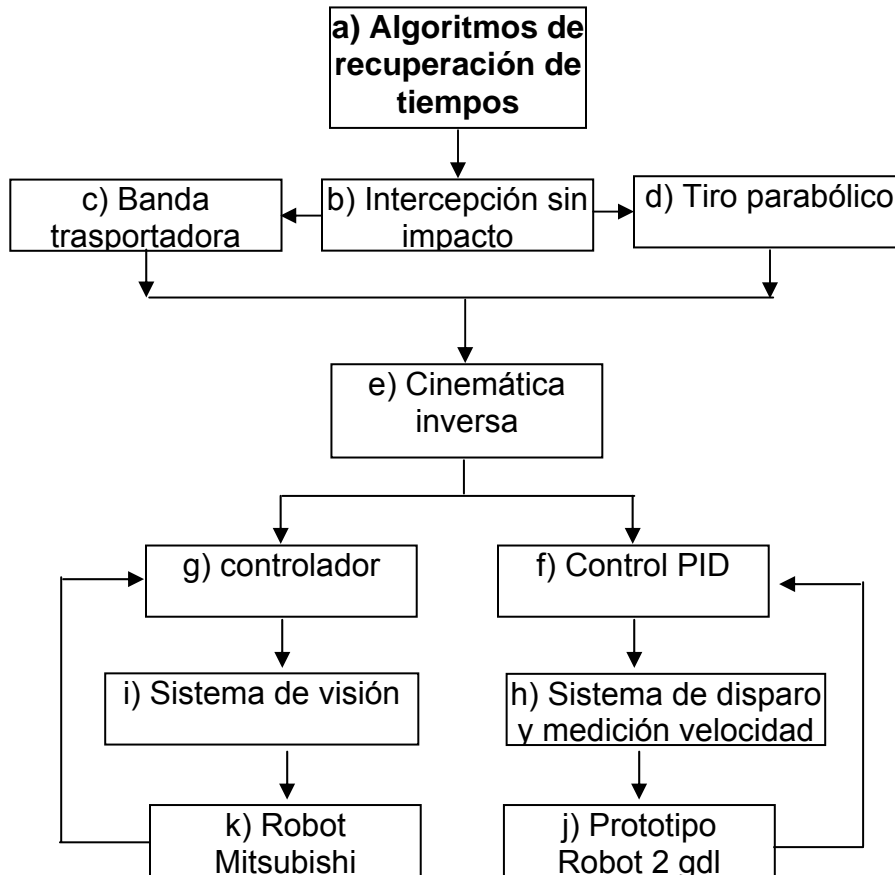 a) Algoritmos de
recuperación de
tiempos
c) Banda
trasportadora
b) Intercepción sin
impacto
d) Tiro parabólico
e) Cinemática
inversa
g) controlador
f) Control PID
i) Sistema de visión
h) Sistema de disparo
y medición velocidad
k) Robot
Mitsubishi
j) Prototipo
Robot 2 gdl